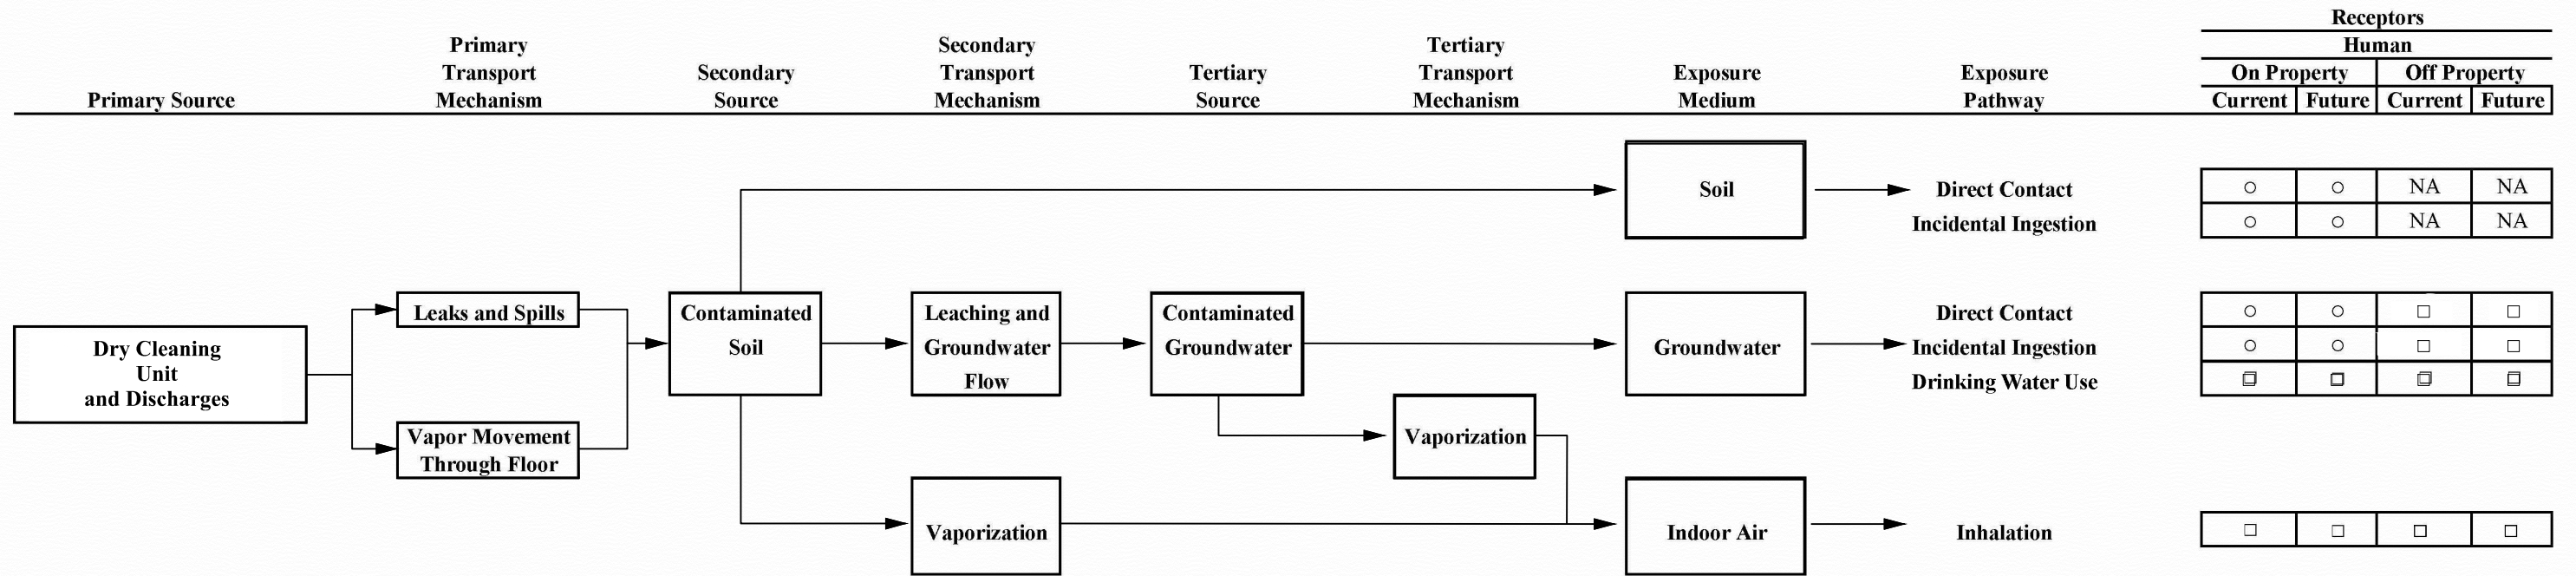 Receptors
Human
On Property Off Property
Current Future Current Future
Primary Source
Primary
Transport
Mechanism
Secondary
Source
Secondary
Transport
Mechanism
Tertiary
Source
Tertiary
Transport
Mechanism
Exposure
Medium
Exposure
Pathway
Soil
Direct Contact
○ ○ NA NA
Incidental Ingestion
○ ○ NA NA
Dry Cleaning
Unit
and Discharges
Leaks and Spills
Vapor Movement
Through Floor
Contaminated
Soil
Leaching and
Groundwater
Flow
Contaminated
Groundwater
Vaporization
Groundwater
Direct Contact
○ ○ □ □
Incidental Ingestion
○ ○ □ □
Drinking Water Use
❐ ❐ ❐ ❐
Vaporization
Indoor Air
Inhalation
□ □ □ □